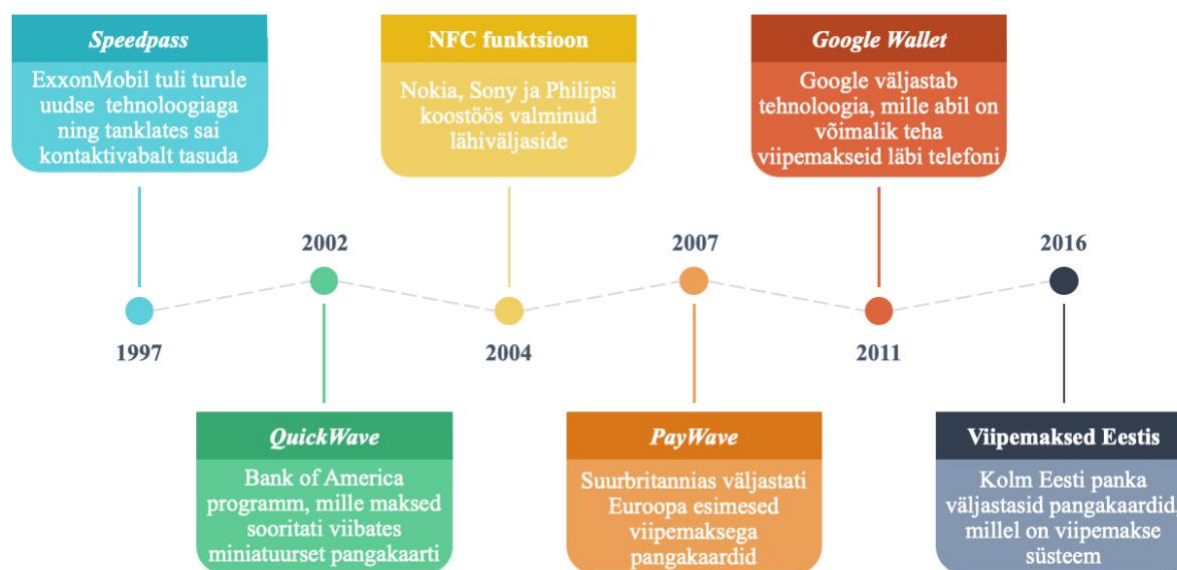 Speedpass
ExxonMobil tuli turule
uudse tehnoloogiaga
ning tanklates sai
kontaktivabalt tasuda
NFC funktsioon
Nokia, Sony ja Philipsi
koostöös valminud
lähiväljaside
Google Wallet
Google väljastab
tehnoloogia, mille abil on
võimalik teha
viipemakseid läbi telefoni
2002
2007
2016
1997
2004
2011
QuickWave
Bank of America
programm, mille maksed
sooritati viibates
miniatuurset pangakaarti
PayWave
Suurbritannias väljastati
Euroopa esimesed
viipemaksega
pangakaardid
Viipemaksed Eestis
Kolm Eesti panka
väljastasid pangakaardid,
millel on viipemakse
süsteem